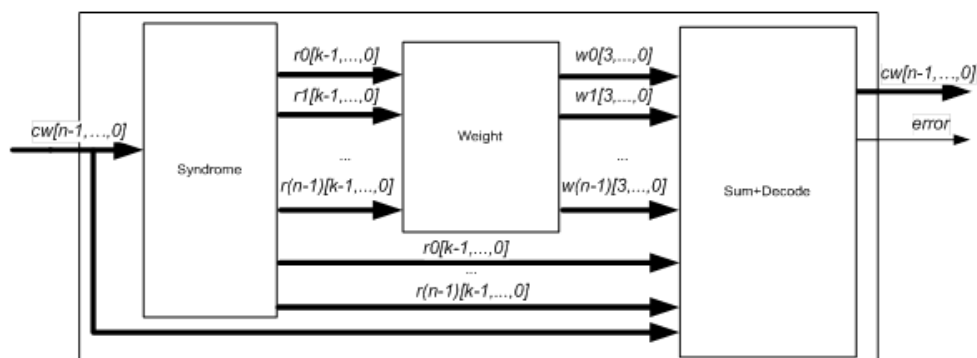 r0[k-1,...,0]
w0[3,...,0]
r1[k-1,...,0]
w1[3,...,0]
cw[n-1,...,0]
cw[n-1,...,0]
error
Syndrome
Weight
...
...
r(n-1)[k-1,...,0]
w(n-1)[3,...,0]
Sum+Decode
r0[k-1,...,0]
...
r(n-1)[k-1,...,0]